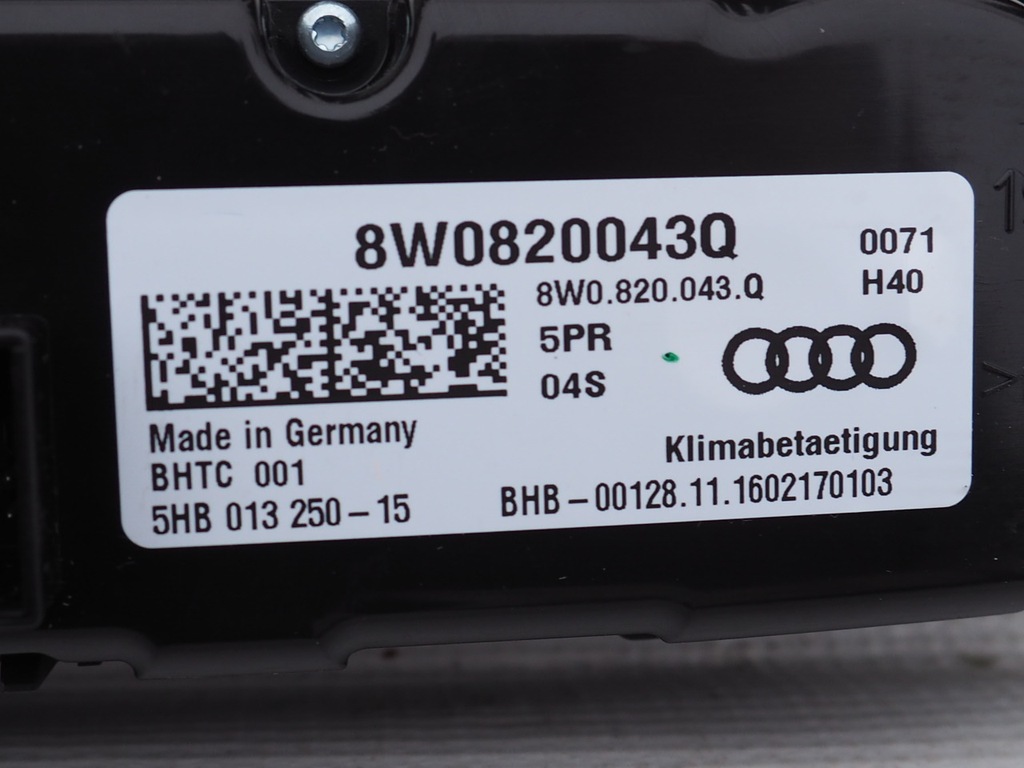 8W0820043Q
0071
8W0.820.043.Q
H40
5PR
04S
Made in Germany
Klimabetaetigung
BHTC 001
5HB 013 250-15
BHB-00128.11.1602170103